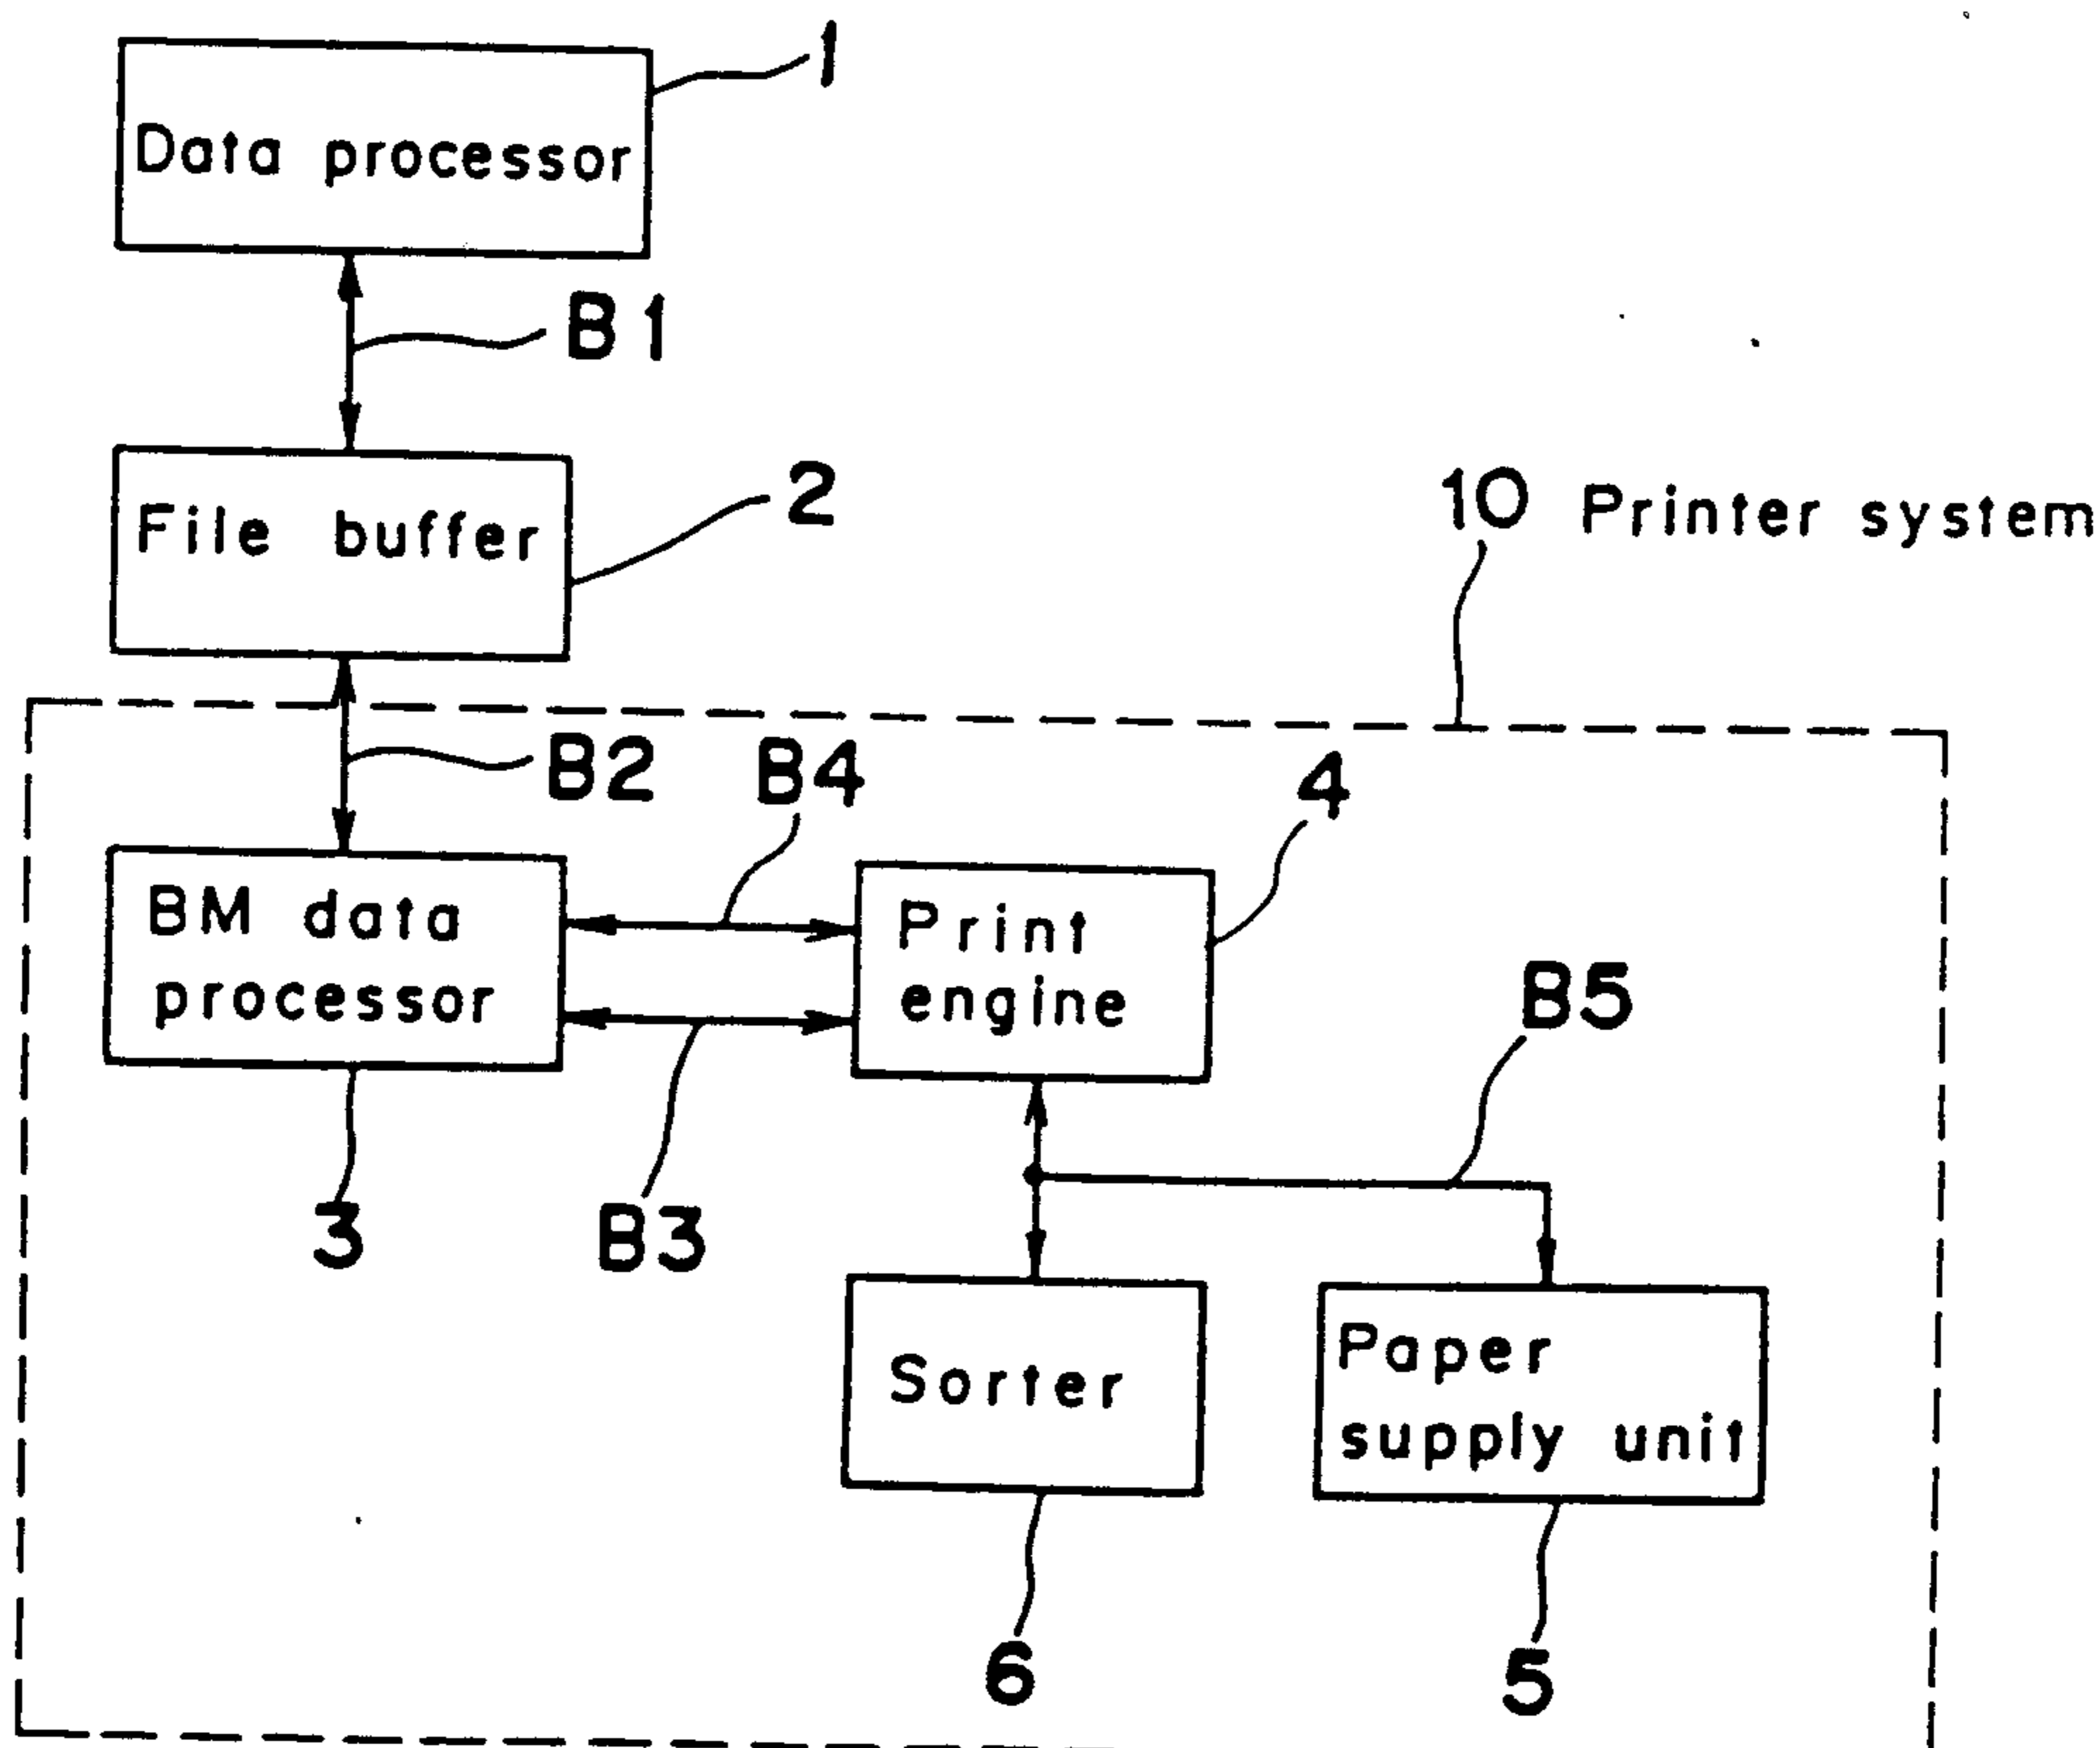 1
Data processor
B1
File buffer
2
10 Printer system
B2
B4
4
BM data
processor
Print
engine
B5
3
B3
Sorter
Paper
supply unit
6
5